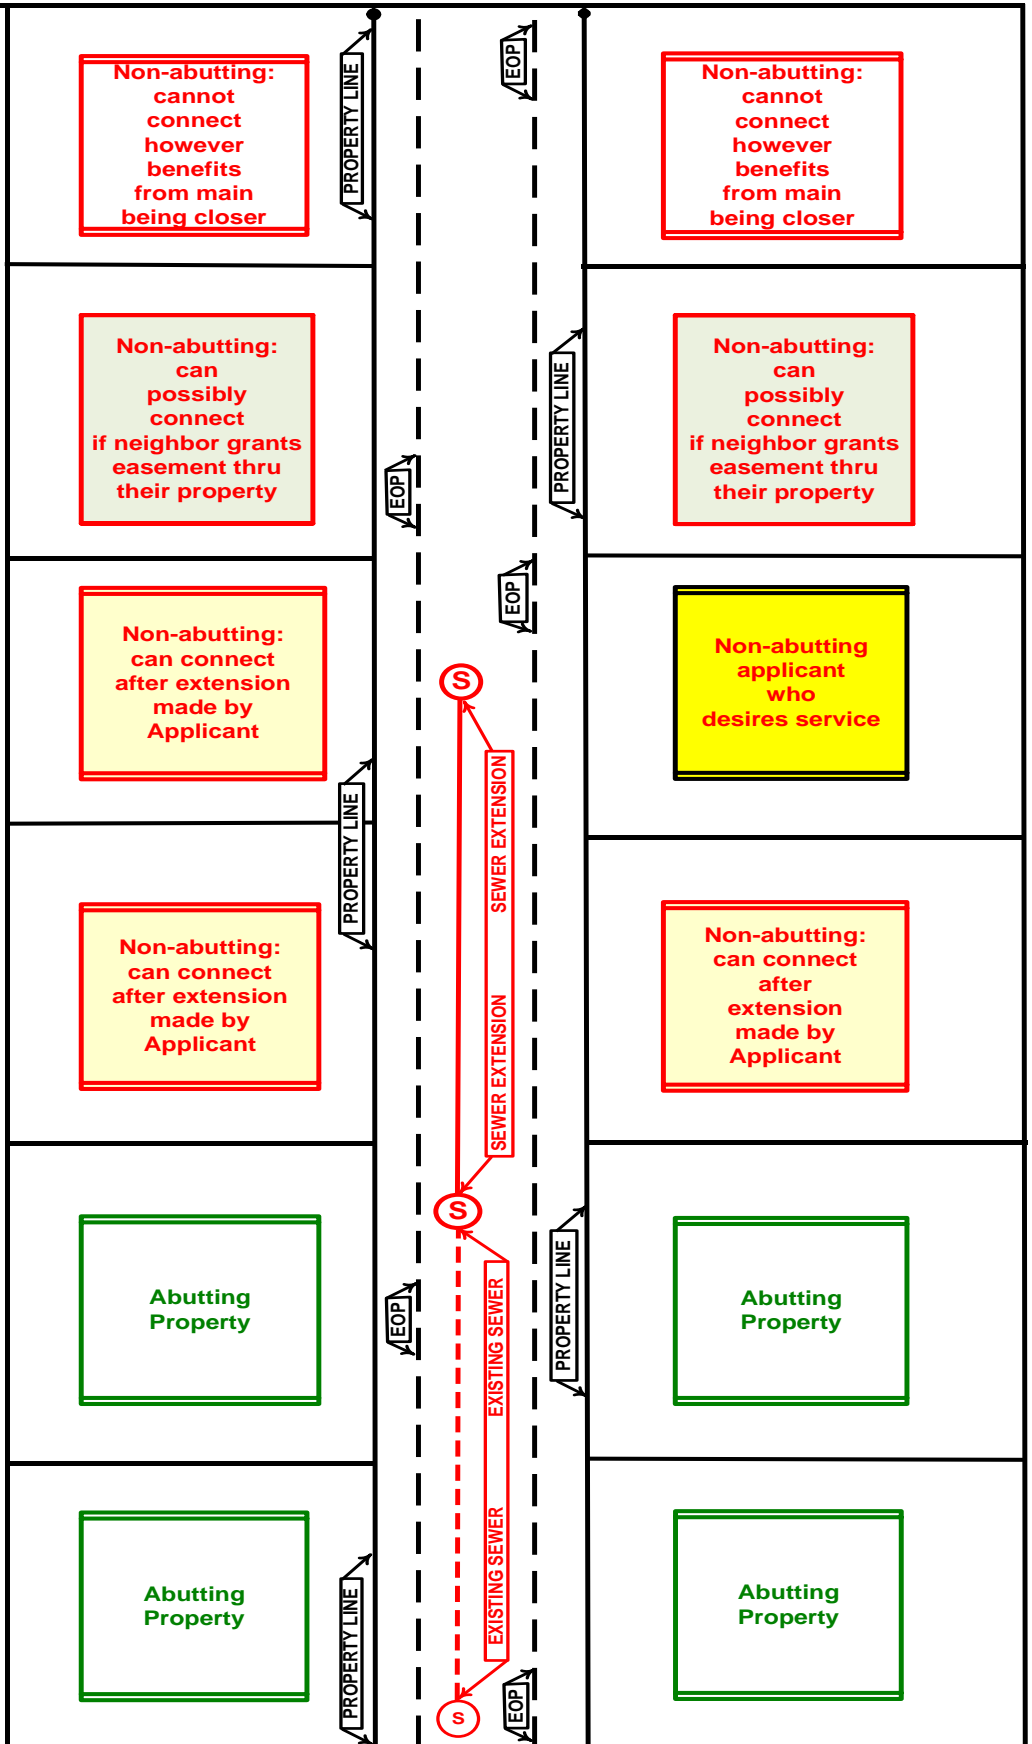 Non-abutting:
cannot
connect
however
benefits
from main
being closer
PROPERTY LINE
EOP
Non-abutting:
cannot
connect
however
benefits
from main
being closer
Non-abutting:
can
possibly
connect
if neighbor grants
easement thru
their property
EOP
PROPERTY LINE
Non-abutting:
can
possibly
connect
if neighbor grants
easement thru
their property
Non-abutting:
can connect
after extension
made by
Applicant
PROPERTY LINE
EOP
S
SEWER EXTENSION
Non-abutting
applicant
who
desires service
Non-abutting:
can connect
after extension
made by
Applicant
SEWER EXTENSION
Non-abutting:
can connect
after
extension
made by
Applicant
S
Abutting
Property
EOP
EXISTING SEWER
PROPERTY LINE
Abutting
Property
Abutting
Property
PROPERTY LINE
EXISTING SEWER
S
EOP
Abutting
Property